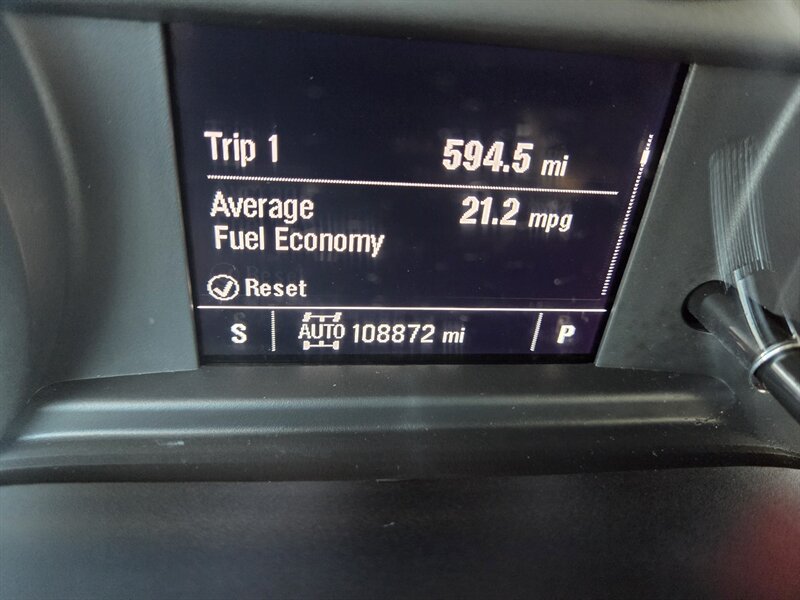 Trip 1 594.5 mi
Average 21.2 mpg
Fuel Economy
Reset
S AUTO 108872 mi P